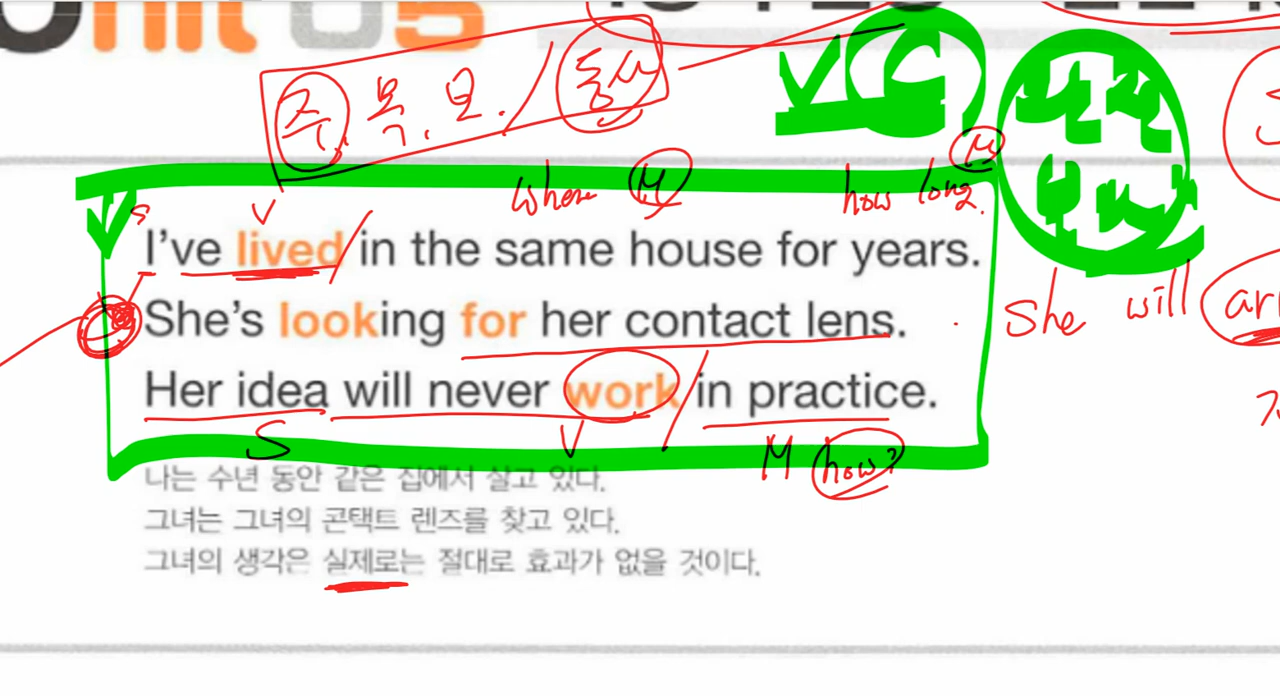 Unit 05
주, 목, 보. / 동사
V C
where M
how long. M
S
V
I've lived in the same house for years.
She's looking for her contact lens.
She will
Her idea will never work in practice.
S
V
M how?
나는 수년 동안 같은 집에서 살고 있다.
그녀는 그녀의 콘택트 렌즈를 찾고 있다.
그녀의 생각은 실제로는 절대로 효과가 없을 것이다.